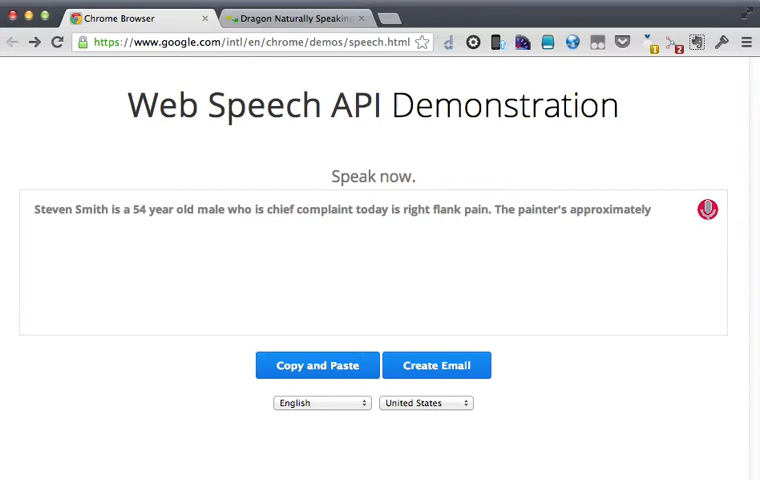 Chrome Browser
Dragon Naturally Speaking
https://www.google.com/intl/en/chrome/demos/speech.html
1
2
Web Speech API Demonstration
Speak now.
Steven Smith is a 54 year old male who is chief complaint today is right flank pain. The painter's approximately
Copy and Paste
Create Email
English
United States